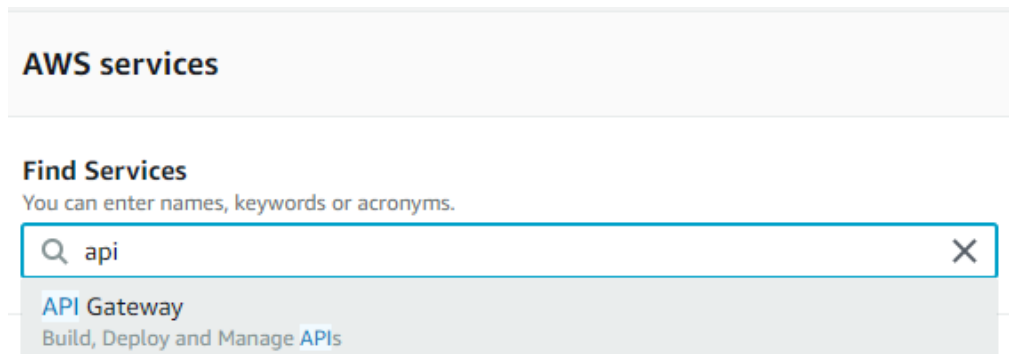 AWS services
Find Services
You can enter names, keywords or acronyms.
api
API Gateway
Build, Deploy and Manage APIs